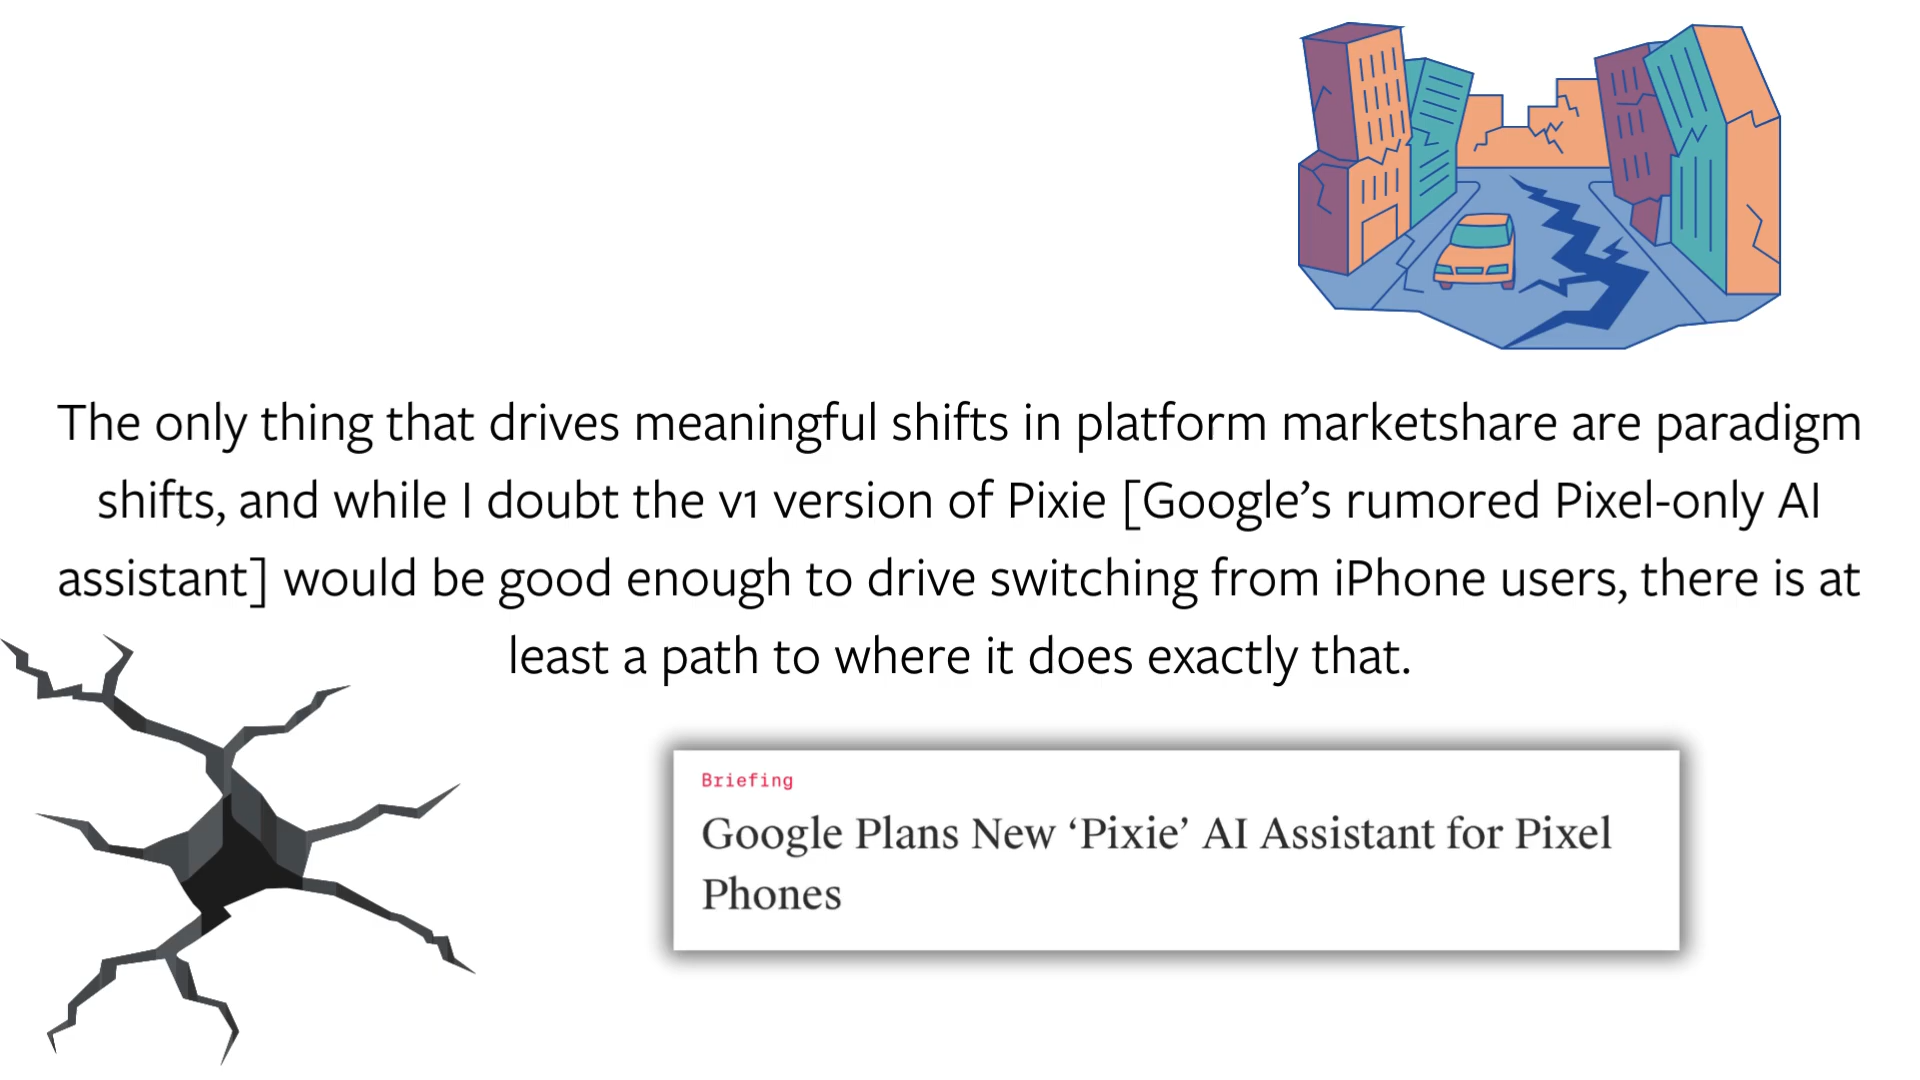 The only thing that drives meaningful shifts in platform marketshare are paradigm
shifts, and while I doubt the v1 version of Pixie [Google’s rumored Pixel-only AI
assistant] would be good enough to drive switching from iPhone users, there is at
least a path to where it does exactly that.
Briefing
Google Plans New ‘Pixie’ AI Assistant for Pixel
Phones